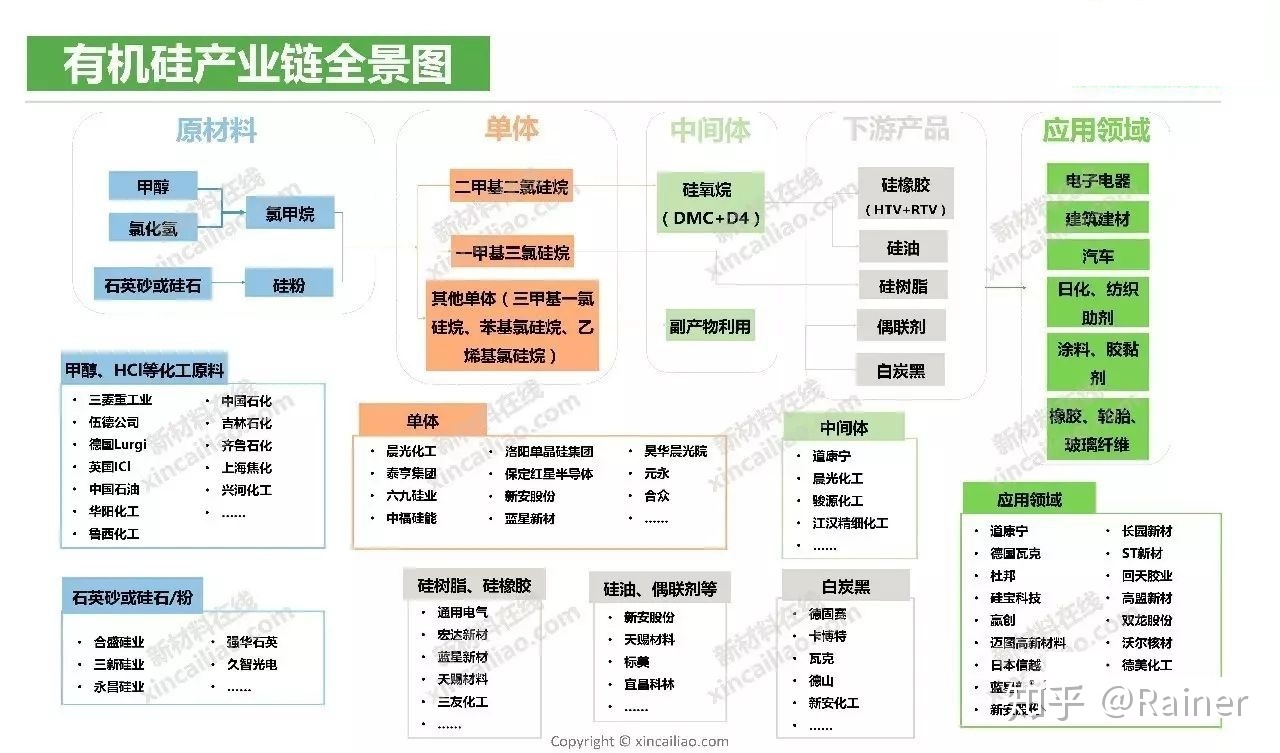 有机硅产业链全景图
原材料
单体
中间体
下游产品
应用领域
甲醇
氯化氢
氯甲烷
石英砂或硅石
硅粉
二甲基二氯硅烷
一甲基三氯硅烷
其他单体（三甲基一氯
硅烷、苯基氯硅烷、乙
烯基氯硅烷）
硅氧烷
（DMC+D4）
副产物利用
硅橡胶
（HTV+RTV）
硅油
硅树脂
偶联剂
白炭黑
电子电器
建筑建材
汽车
日化、纺织
助剂
涂料、胶黏
剂
橡胶、轮胎、
玻璃纤维
甲醇、HCl等化工原料
• 三菱重工业
• 伍德公司
• 德国Lurgi
• 英国ICI
• 中国石油
• 华阳化工
• 鲁西化工
• 中国石化
• 吉林石化
• 齐鲁石化
• 上海焦化
• 兴河化工
• ......
单体
• 晨光化工
• 泰亨集团
• 六九硅业
• 中福硅能
• 洛阳单晶硅集团
• 保定红星半导体
• 新安股份
• 蓝星新材
• 昊华晨光院
• 元永
• 合众
• ......
中间体
• 道康宁
• 晨光化工
• 骏源化工
• 江汉精细化工
• ......
应用领域
• 道康宁
• 德国瓦克
• 杜邦
• 硅宝科技
• 赢创
• 迈图高新材料
• 日本信越
• 蓝星
• 新安股份
• 长园新材
• ST新材
• 回天胶业
• 高盟新材
• 双龙股份
• 沃尔核材
• 德美化工
石英砂或硅石/粉
• 合盛硅业
• 三新硅业
• 永昌硅业
• 强华石英
• 久智光电
• ......
硅树脂、硅橡胶
• 通用电气
• 宏达新材
• 蓝星新材
• 天赐材料
• 三友化工
• ......
硅油、偶联剂等
• 新安股份
• 天赐材料
• 标美
• 宜昌科林
• ......
白炭黑
• 德固赛
• 卡博特
• 瓦克
• 德山
• 新安化工
• ......
新材料在线
xincailiao.com
知乎 @Rainer
Copyright © xincailiao.com